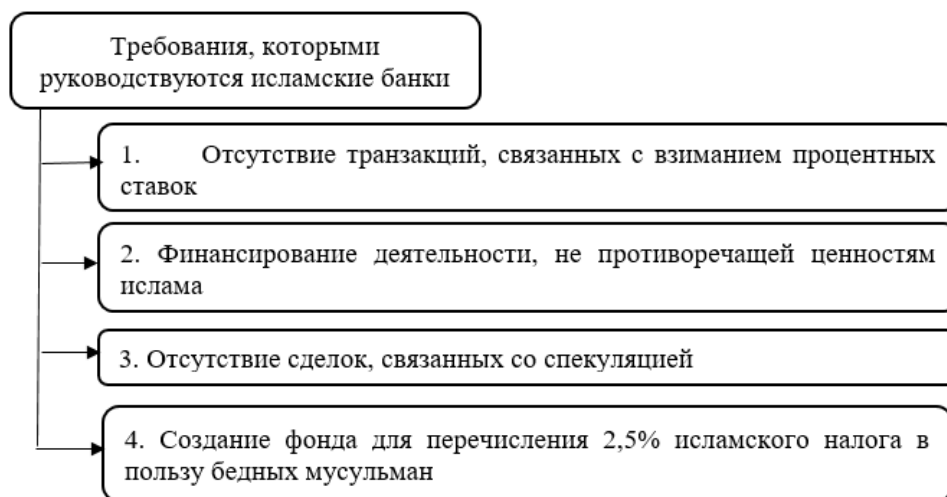 Требования, которыми
руководствуются исламские банки
1. Отсутствие транзакций, связанных с взиманием процентных
ставок
2. Финансирование деятельности, не противоречащей ценностям
ислама
3. Отсутствие сделок, связанных со спекуляцией
4. Создание фонда для перечисления 2,5% исламского налога в
пользу бедных мусульман